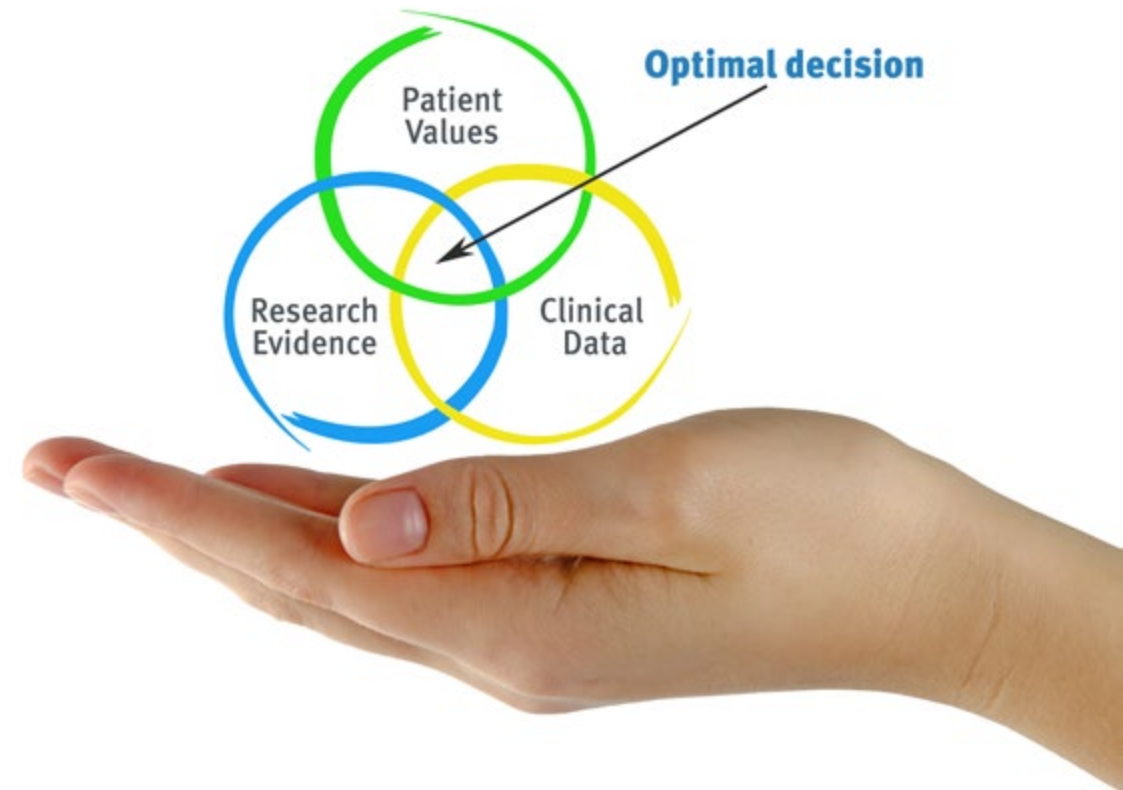 Optimal decision
Patient
Values
Research
Evidence
Clinical
Data